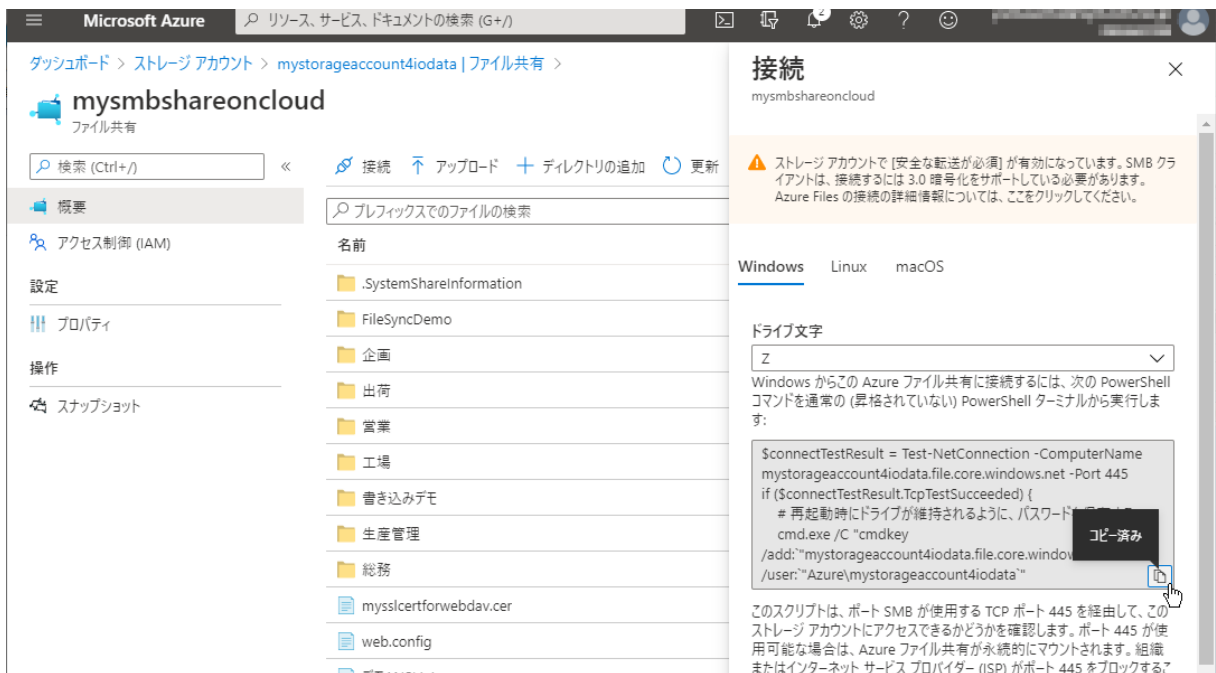 Microsoft Azure
リソース、サービス、ドキュメントの検索 (G+/)
2
ダッシュボード > ストレージ アカウント > mystorageaccount4iodata | ファイル共有 >
mysmbshareoncloud
ファイル共有
検索 (Ctrl+/)
«
概要
アクセス制御 (IAM)
設定
プロパティ
操作
スナップショット
接続
アップロード
ディレクトリの追加
更新
プレフィックスでのファイルの検索
名前
.SystemShareInformation
FileSyncDemo
企画
出荷
営業
工場
書き込みデモ
生産管理
総務
mysslcertforwebdav.cer
web.config
接続
mysmbshareoncloud
ストレージ アカウントで [安全な転送が必須] が有効になっています。SMB クラ
イアントは、接続するには 3.0 暗号化をサポートしている必要があります。
Azure Files の接続の詳細情報については、ここをクリックしてください。
Windows Linux macOS
ドライブ文字
Z
Windows からこの Azure ファイル共有に接続するには、次の PowerShell
コマンドを通常の (昇格されていない) PowerShell ターミナルから実行しま
す:
$connectTestResult = Test-NetConnection -ComputerName
mystorageaccount4iodata.file.core.windows.net -Port 445
if ($connectTestResult.TcpTestSucceeded) {
# 再起動時にドライブが維持されるように、パスワード
cmd.exe /C "cmdkey
/add:`"mystorageaccount4iodata.file.core.window
/user:`"Azure\mystorageaccount4iodata`"
コピー済み
このスクリプトは、ポート SMB が使用する TCP ポート 445 を経由して、この
ストレージ アカウントにアクセスできるかどうかを確認します。ポート 445 が使
用可能な場合は、Azure ファイル共有が永続的にマウントされます。組織
またはインターネット サービス プロバイダー (ISP) がポート 445 をブロックするこ